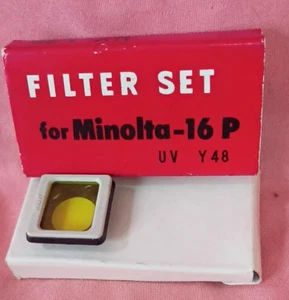 FILTER SET
for Minolta-16 P
UV Y48